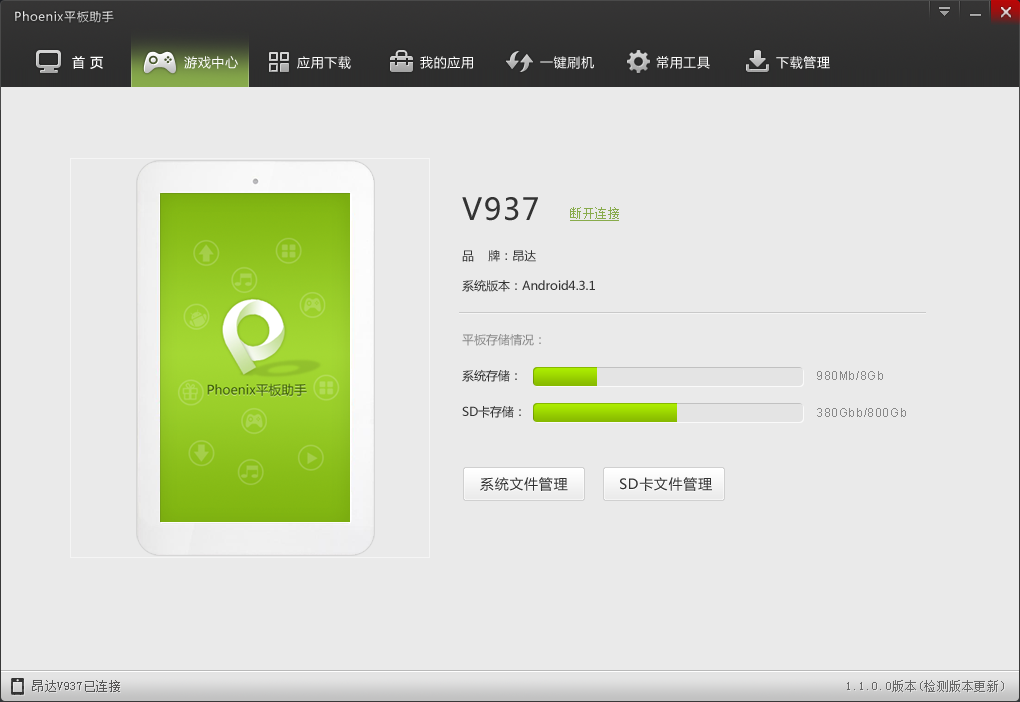 Phoenix平板助手
首 页
游戏中心
应用下载
我的应用
一键刷机
常用工具
下载管理
V937
断开连接
品 牌：昂达
系统版本：Android4.3.1
平板存储情况：
系统存储：
980Mb/8Gb
SD卡存储：
380Gbb/800Gb
Phoenix平板助手
系统文件管理
SD卡文件管理
昂达V937已连接
1.1.0.0版本(检测版本更新)